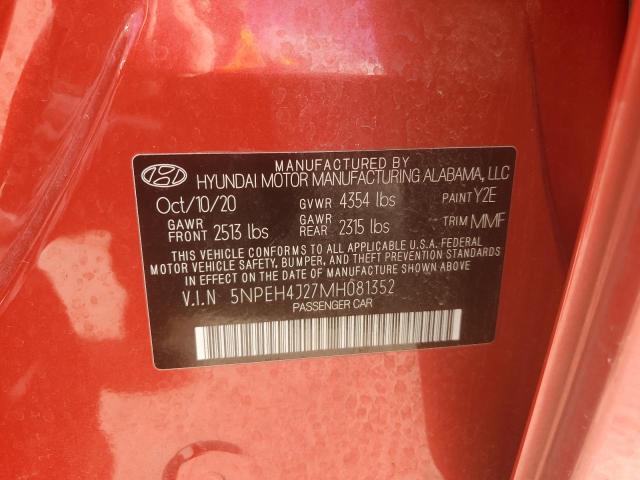 MANUFACTURED BY
HYUNDAI MOTOR MANUFACTURING ALABAMA, LLC
Oct/10/20 GVWR 4354 lbs PAINT Y2E
GAWR FRONT 2513 lbs GAWR REAR 2315 lbs TRIM MMF
THIS VEHICLE CONFORMS TO ALL APPLICABLE U.S.A. FEDERAL
MOTOR VEHICLE SAFETY, BUMPER, AND THEFT PREVENTION STANDARDS
IN EFFECT ON THE DATE OF MANUFACTURE SHOWN ABOVE.
V.I.N 5NPEH4J27MH081352
PASSENGER CAR